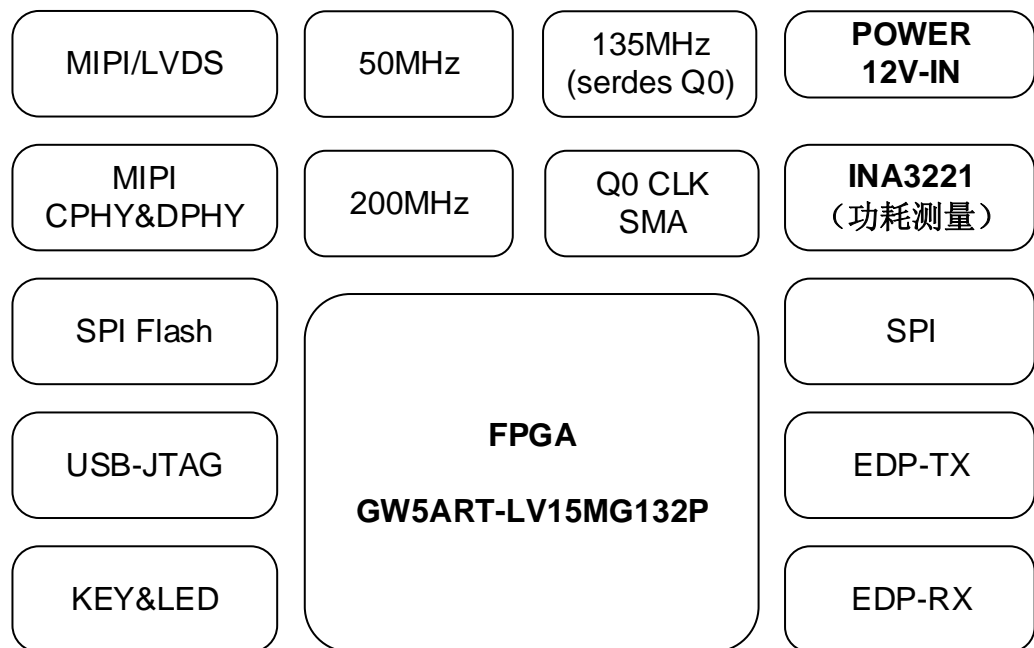 MIPI/LVDS
50MHz
135MHz
(serdes Q0)
POWER
12V-IN
MIPI
CPHY&DPHY
200MHz
Q0 CLK
SMA
INA3221
（功耗测量）
SPI Flash
SPI
FPGA
GW5ART-LV15MG132P
USB-JTAG
EDP-TX
KEY&LED
EDP-RX